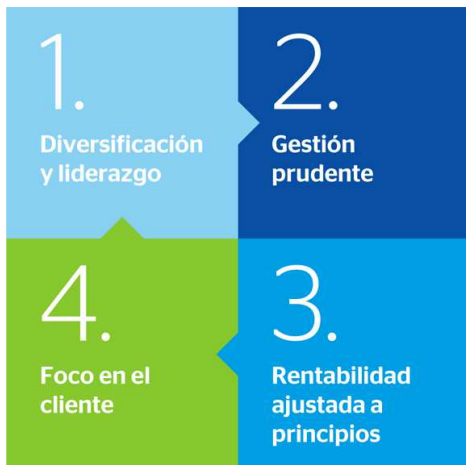 1.
Diversificación
y liderazgo
2.
Gestión
prudente
3.
Rentabilidad
ajustada a
principios
4.
Foco en el
cliente